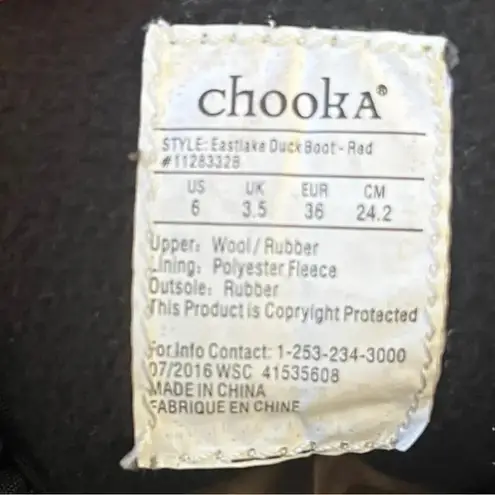 chooka®
STYLE: Eastlake Duck Boot - Red
#11283328
US UK EUR CM
6 3.5 36 24.2
Upper: Wool / Rubber
Lining: Polyester Fleece
Outsole: Rubber
This Product is Copryight Protected
For Info Contact: 1-253-234-3000
07/2016 WSC 41535608
MADE IN CHINA
FABRIQUE EN CHINE